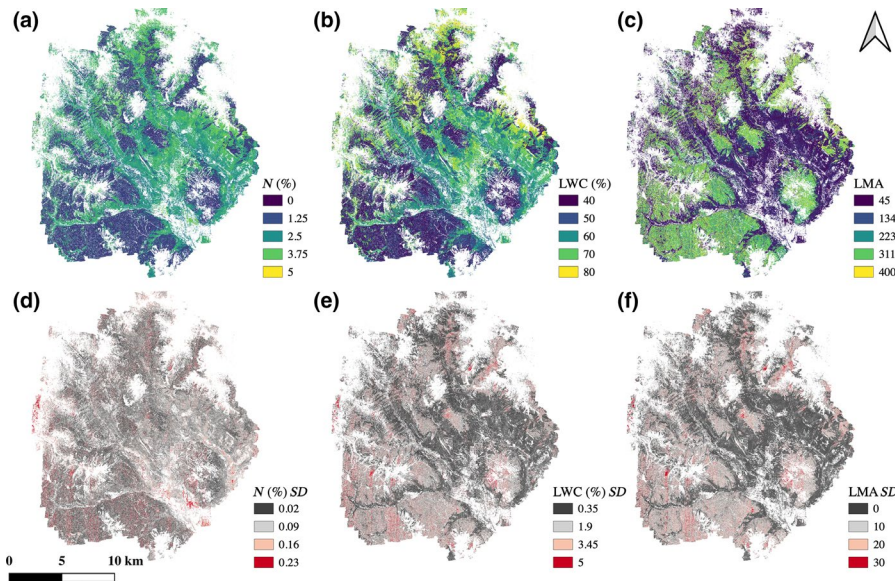 (a)
(b)
(c)
N (%)
0
1.25
2.5
3.75
5
LWC (%)
40
50
60
70
80
LMA
45
134
223
311
400
(d)
(e)
(f)
N (%) SD
0.02
0.09
0.16
0.23
LWC (%) SD
0.35
1.9
3.45
5
LMA SD
0
10
20
30
0 5 10 km